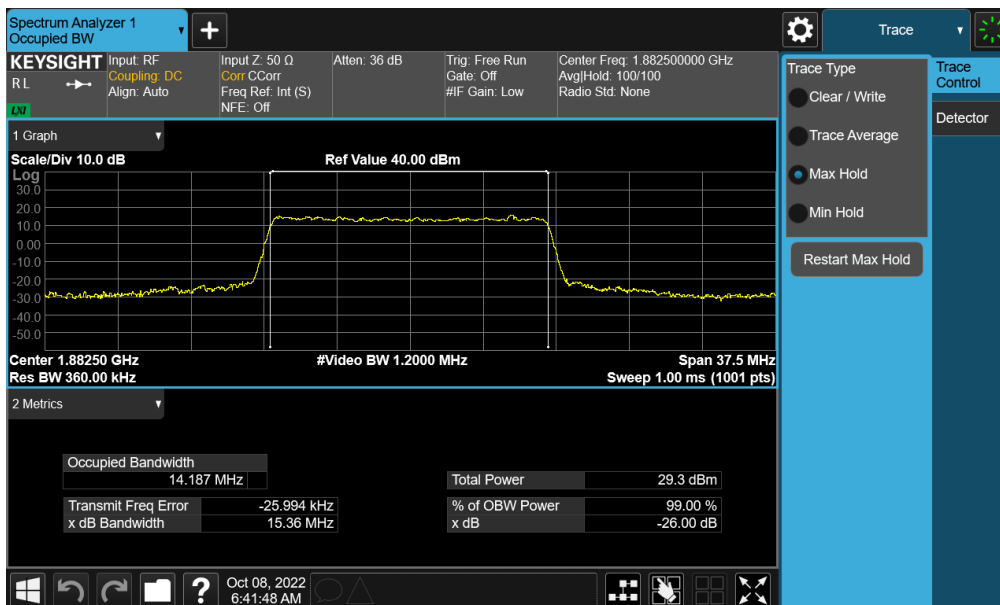 Spectrum Analyzer 1
Occupied BW
Trace
KEYSIGHT Input: RF Input Z: 50 Ω Atten: 36 dB Trig: Free Run Center Freq: 1.882500000 GHz
RL Coupling: DC Corr CCorr Gate: Off Avg|Hold: 100/100
Align: Auto Freq Ref: Int (S) #IF Gain: Low Radio Std: None
LXI NFE: Off
1 Graph
Scale/Div 10.0 dB Ref Value 40.00 dBm
Log
30.0
20.0
10.0
0.00
-10.0
-20.0
-30.0
-40.0
-50.0
Center 1.88250 GHz #Video BW 1.2000 MHz Span 37.5 MHz
Res BW 360.00 kHz Sweep 1.00 ms (1001 pts)
2 Metrics
Occupied Bandwidth
14.187 MHz Total Power 29.3 dBm
Transmit Freq Error -25.994 kHz % of OBW Power 99.00 %
x dB Bandwidth 15.36 MHz x dB -26.00 dB
Trace Type
Clear / Write
Trace Average
Max Hold
Min Hold
Restart Max Hold
Trace
Control
Detector
?
Oct 08, 2022
6:41:48 AM